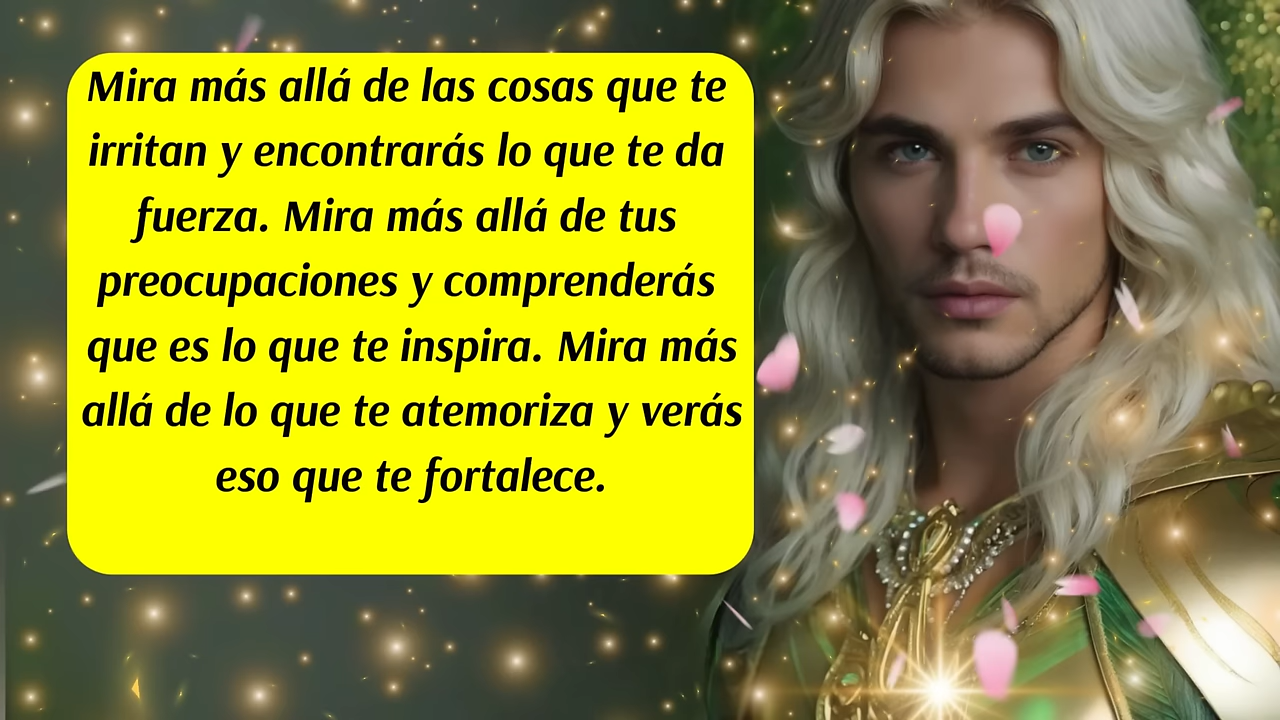 Mira más allá de las cosas que te
irritan y encontrarás lo que te da
fuerza. Mira más allá de tus
preocupaciones y comprenderás
que es lo que te inspira. Mira más
allá de lo que te atemoriza y verás
eso que te fortalece.